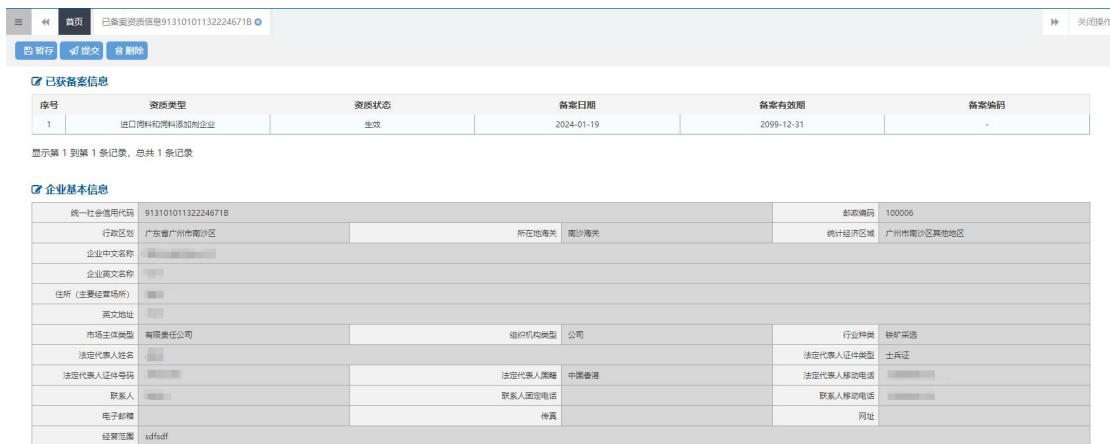 首页 已备案资质信息91310101132224671B 关闭操作
暂存 提交 删除
已获备案信息
序号 资质类型 资质状态 备案日期 备案有效期 备案编码
1 进口饲料和饲料添加剂企业 生效 2024-01-19 2099-12-31 -
显示第 1 到第 1 条记录，总共 1 条记录
企业基本信息
统一社会信用代码 91310101132224671B 邮政编码 100006
行政区划 广东省广州市南沙区 所在地海关 南沙海关 统计经济区域 广州市南沙区其他地区
企业中文名称
企业英文名称
住所（主要经营场所）
英文地址
市场主体类型 有限责任公司 组织机构类型 公司 行业种类 铁矿采选
法定代表人姓名 法定代表人证件类型 士兵证
法定代表人证件号码 法定代表人国籍 中国香港 法定代表人移动电话
联系人 联系人固定电话 联系人移动电话
电子邮箱 传真 网址
经营范围 sdfsdf